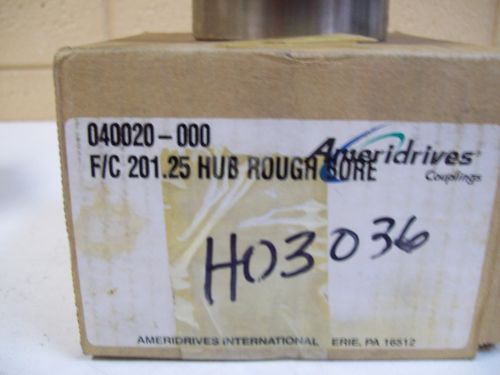 040020-000
F/C 201.25 HUB ROUGH BORE
Ameridrives
Couplings
H03036
AMERIDRIVES INTERNATIONAL ERIE, PA 16512